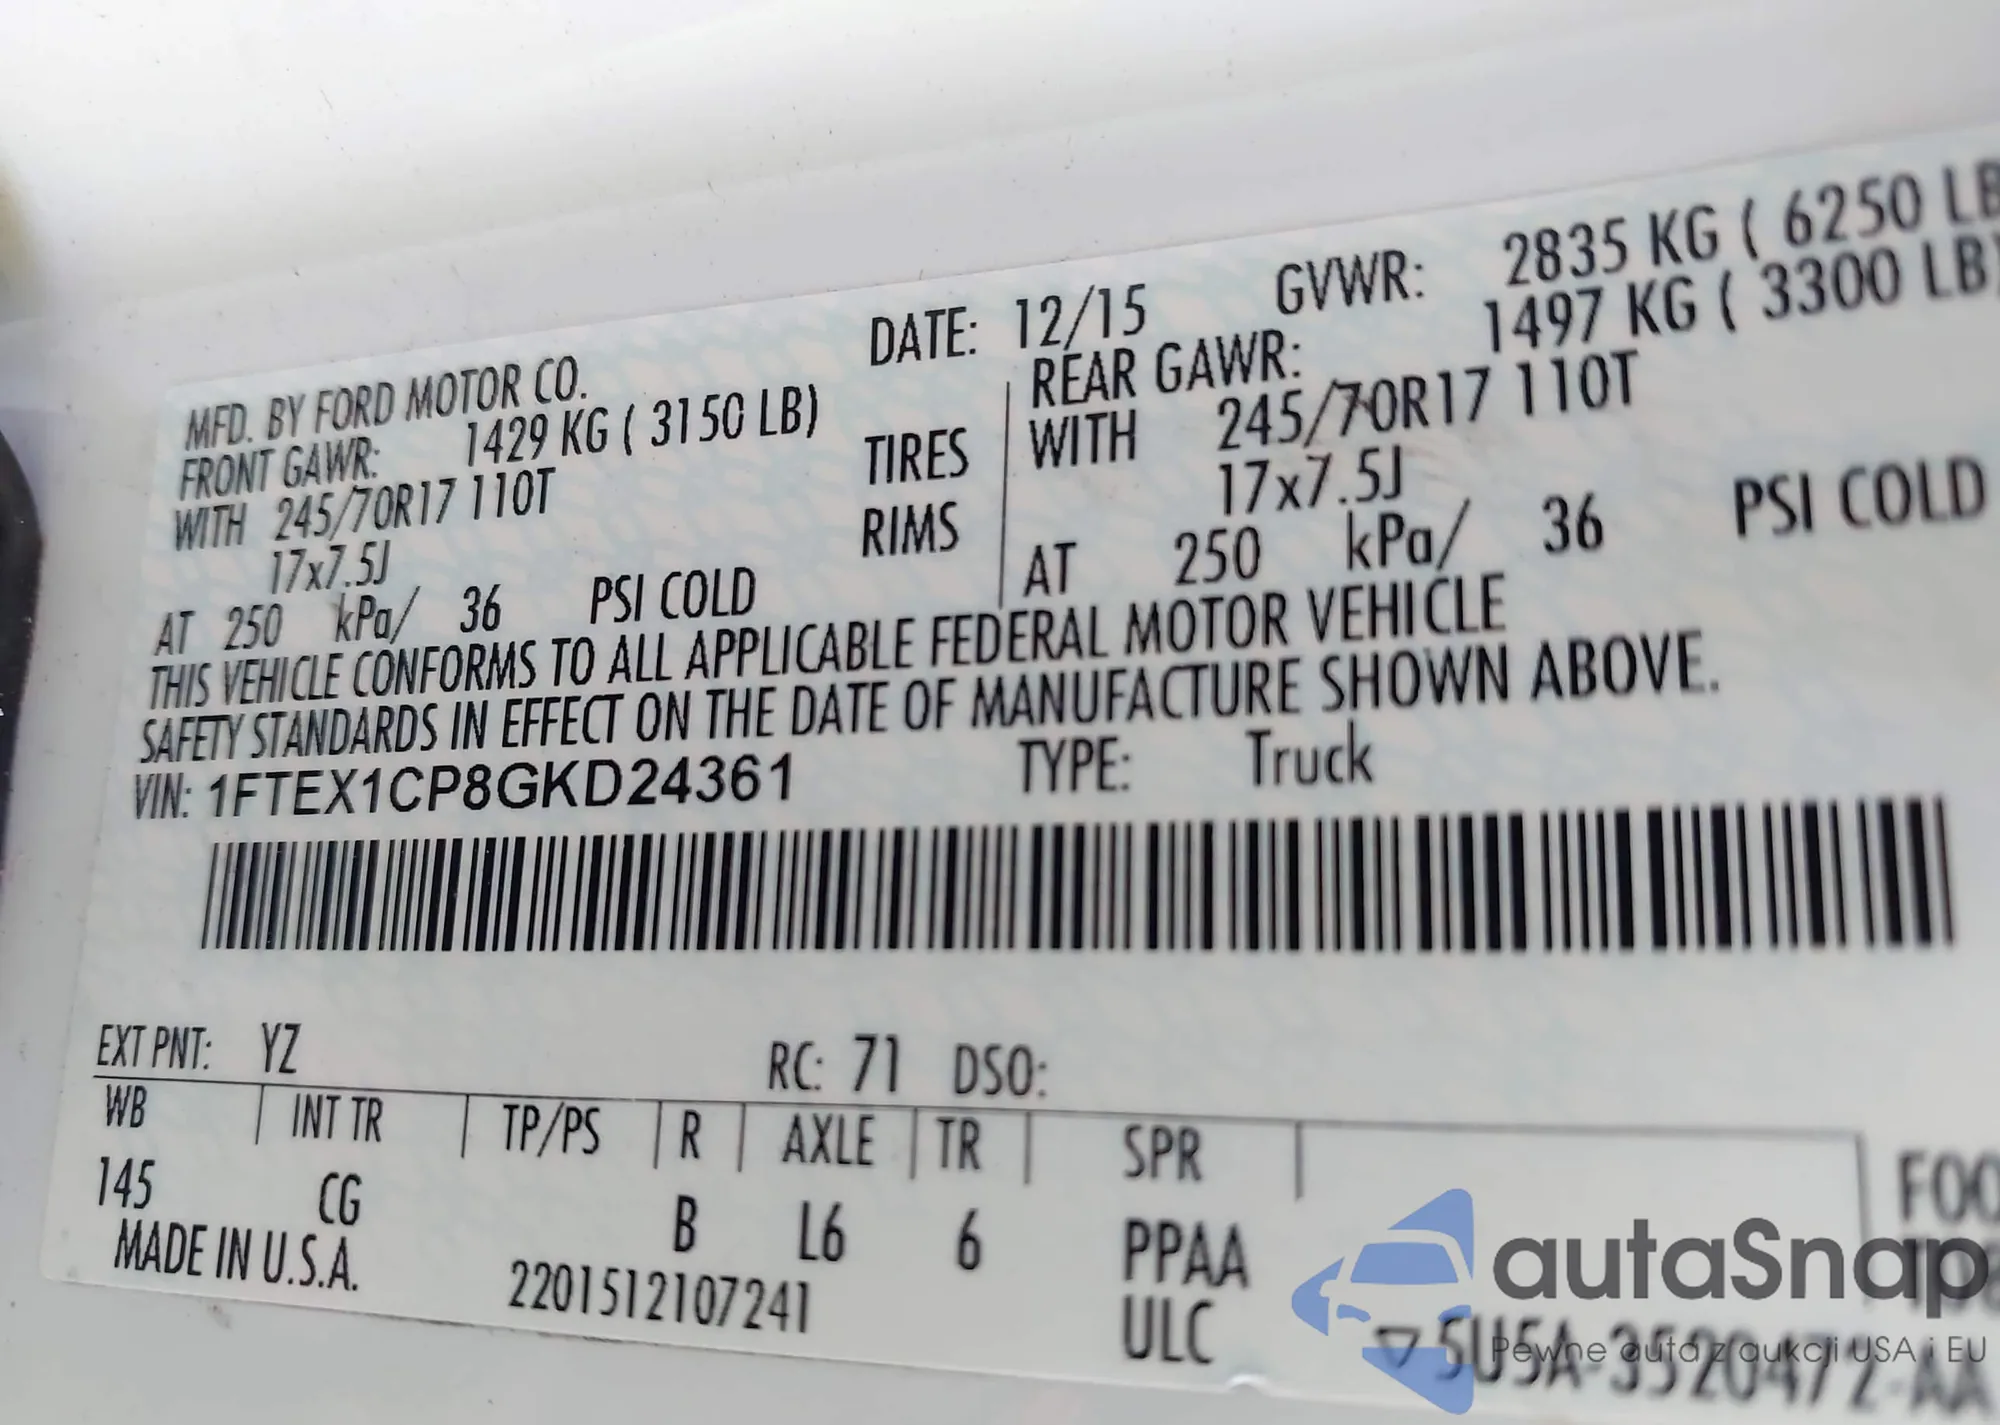 DATE: 12/15 GVWR: 2835 KG ( 6250 LB
MFD. BY FORD MOTOR CO.
FRONT GAWR: 1429 KG ( 3150 LB) REAR GAWR: 1497 KG ( 3300 LB)
WITH 245/70R17 110T TIRES WITH 245/70R17 110T
17x7.5J RIMS 17x7.5J
AT 250 kPa/ 36 PSI COLD AT 250 kPa/ 36 PSI COLD
THIS VEHICLE CONFORMS TO ALL APPLICABLE FEDERAL MOTOR VEHICLE
SAFETY STANDARDS IN EFFECT ON THE DATE OF MANUFACTURE SHOWN ABOVE.
VIN: 1FTEX1CP8GKD24361 TYPE: Truck
EXT PNT: YZ RC: 71 DSO:
WB INT TR TP/PS R AXLE TR SPR
145 CG B L6 6 PPAA
MADE IN U.S.A. 2201512107241 ULC
F00
autaSnap
Pewne auta z aukcji USA i EU
5U5A-3520472-AA